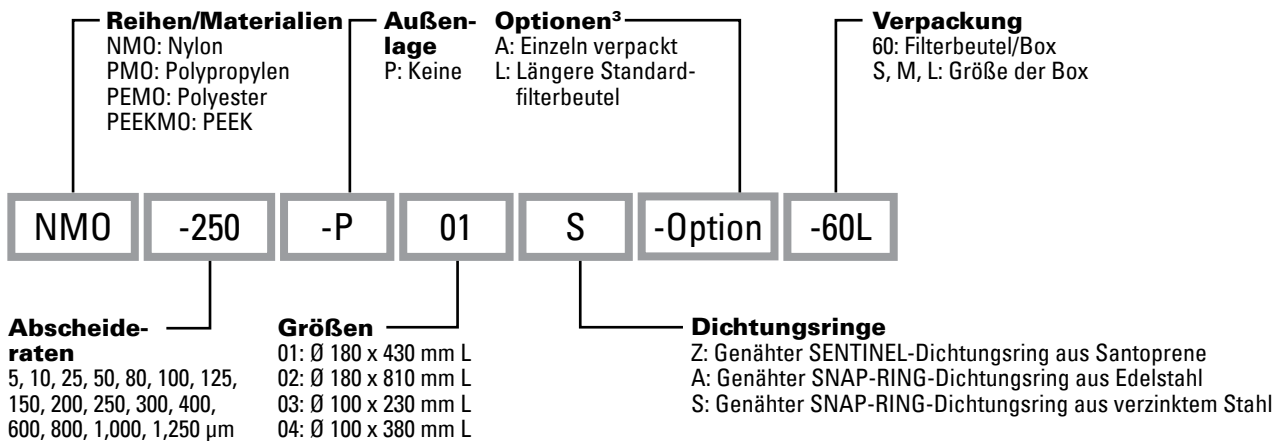 Reihen/Materialien
NMO: Nylon
PMO: Polypropylen
PEMO: Polyester
PEEKMO: PEEK
Außen-
lage
P: Keine
Optionen³
A: Einzeln verpackt
L: Längere Standard-
filterbeutel
Verpackung
60: Filterbeutel/Box
S, M, L: Größe der Box
NMO -250 -P 01 S -Option -60L
Abscheide-
raten
5, 10, 25, 50, 80, 100, 125,
150, 200, 250, 300, 400,
600, 800, 1,000, 1,250 µm
Größen
01: Ø 180 x 430 mm L
02: Ø 180 x 810 mm L
03: Ø 100 x 230 mm L
04: Ø 100 x 380 mm L
Dichtungsringe
Z: Genähter SENTINEL-Dichtungsring aus Santoprene
A: Genähter SNAP-RING-Dichtungsring aus Edelstahl
S: Genähter SNAP-RING-Dichtungsring aus verzinktem Stahl